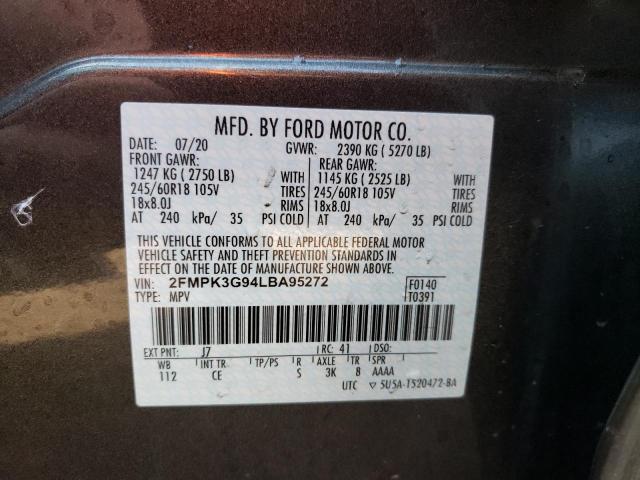 MFD. BY FORD MOTOR CO.
DATE: 07/20 GVWR: 2390 KG ( 5270 LB)
FRONT GAWR: REAR GAWR:
1247 KG ( 2750 LB) 1145 KG ( 2525 LB)
245/60R18 105V TIRES 245/60R18 105V TIRES
18x8.0J RIMS 18x8.0J RIMS
AT 240 kPa/ 35 PSI COLD AT 240 kPa/ 35 PSI COLD
THIS VEHICLE CONFORMS TO ALL APPLICABLE FEDERAL MOTOR
VEHICLE SAFETY AND THEFT PREVENTION STANDARDS IN
EFFECT ON THE DATE OF MANUFACTURE SHOWN ABOVE.
VIN: 2FMPK3G94LBA95272 F0140
TYPE: MPV T0391
EXT PNT: J7 RC: 41 DSO:
WB INT TR TP/PS R AXLE TR SPR
112 CE S 3K 8 AAAA
UTC ▽ 5U5A-1520472-BA